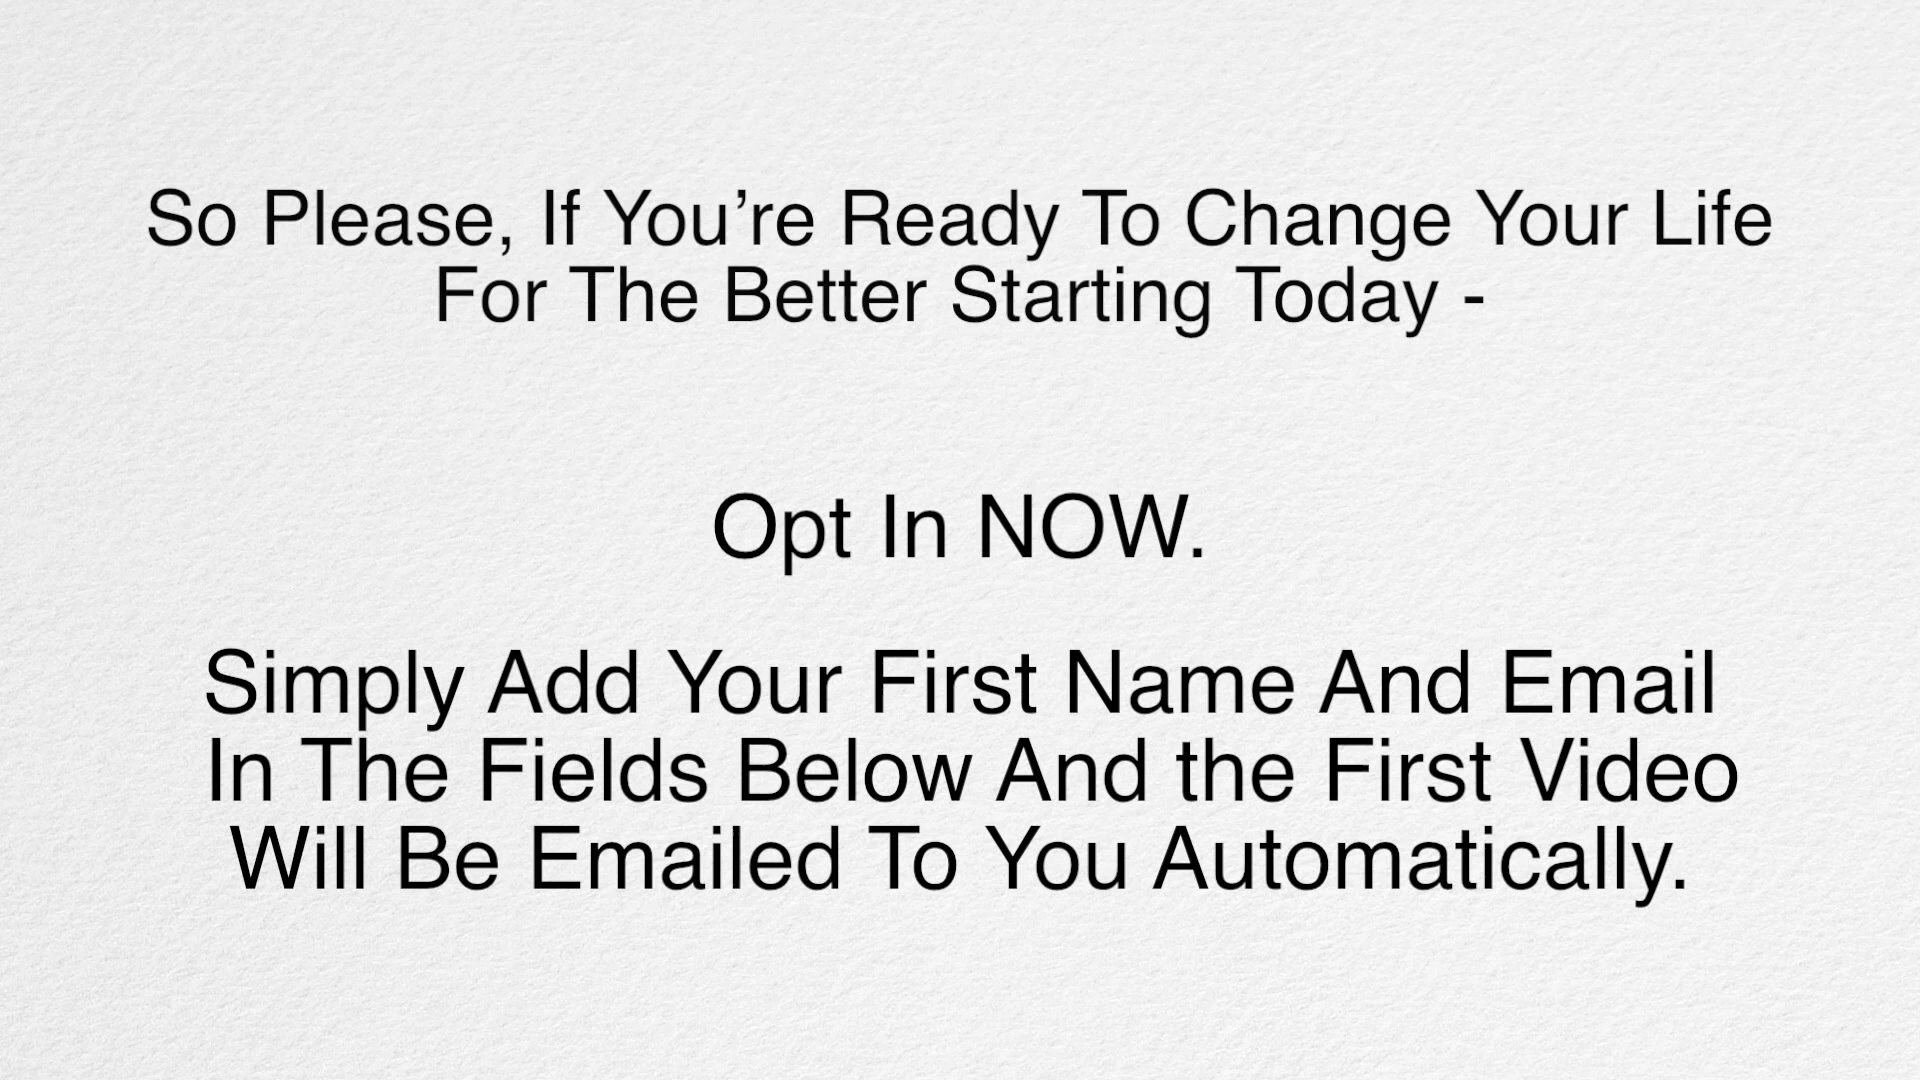 So Please, If You’re Ready To Change Your Life
For The Better Starting Today -
Opt In NOW.
Simply Add Your First Name And Email
In The Fields Below And the First Video
Will Be Emailed To You Automatically.